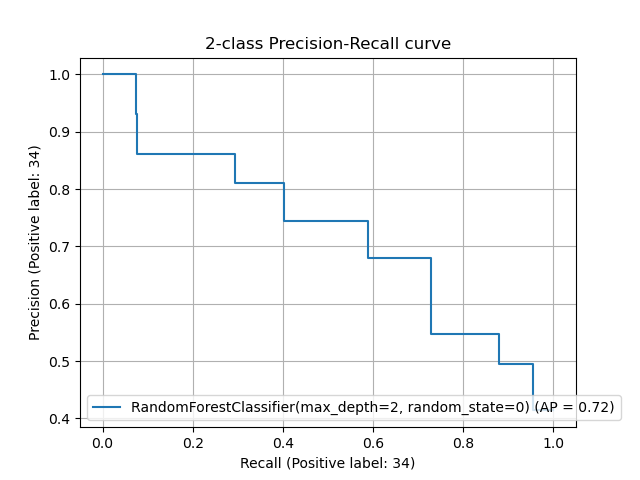 2-class Precision-Recall curve
Precision (Positive label: 34)
1.0
0.9
0.8
0.7
0.6
0.5
0.4
RandomForestClassifier(max_depth=2, random_state=0) (AP = 0.72)
0.0 0.2 0.4 0.6 0.8 1.0
Recall (Positive label: 34)